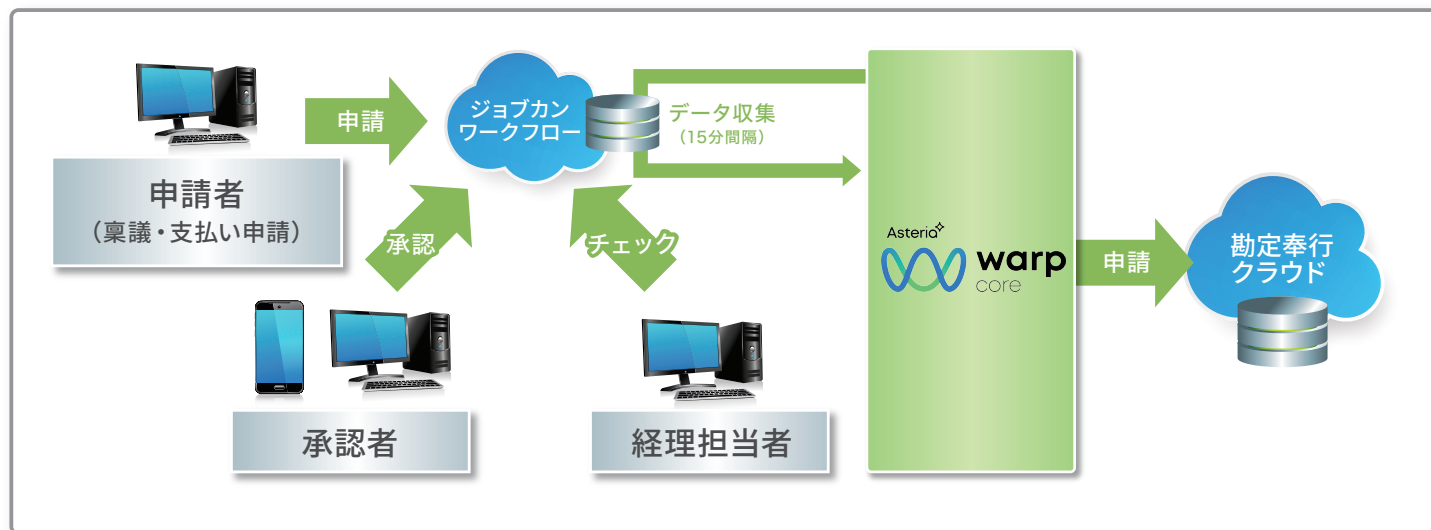 申請者
(稟議・支払い申請)
申請
ジョブカン
ワークフロー
データ収集
(15分間隔)
承認
チェック
承認者
経理担当者
Asteria
warp
core
申請
勘定奉行
クラウド